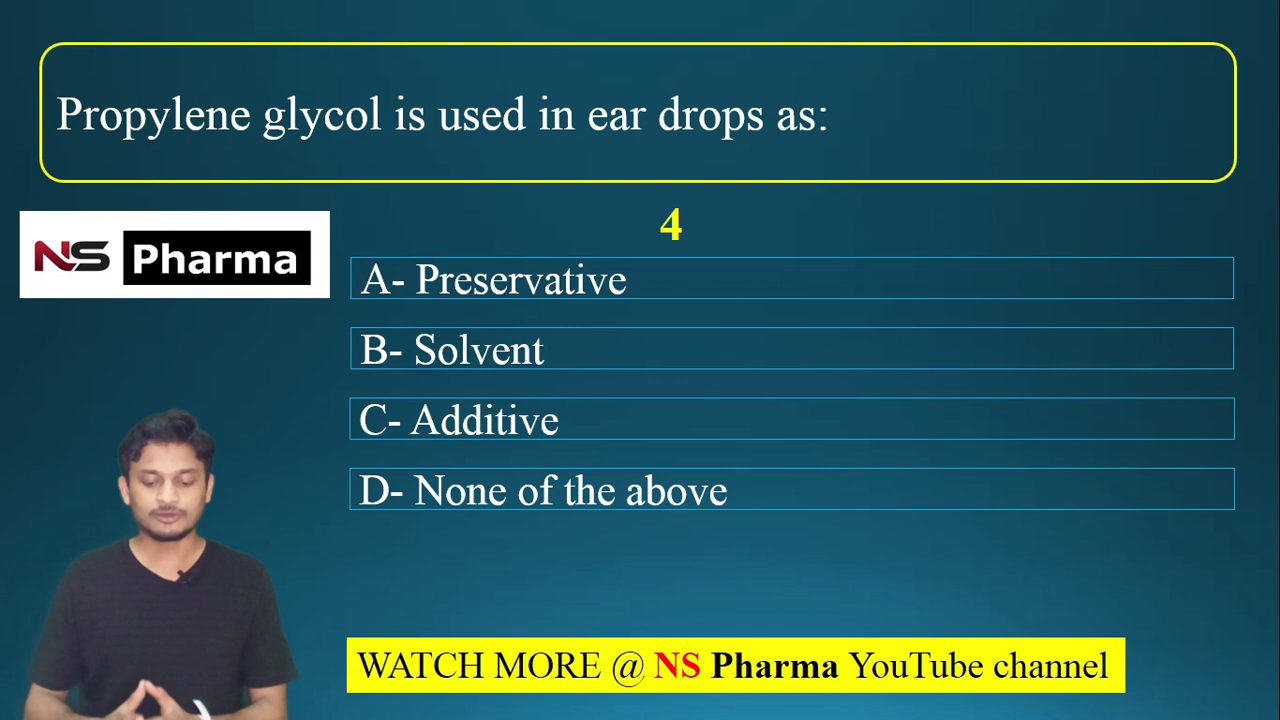 Propylene glycol is used in ear drops as:
NS Pharma
4
A- Preservative
B- Solvent
C- Additive
D- None of the above
WATCH MORE @ NS Pharma YouTube channel